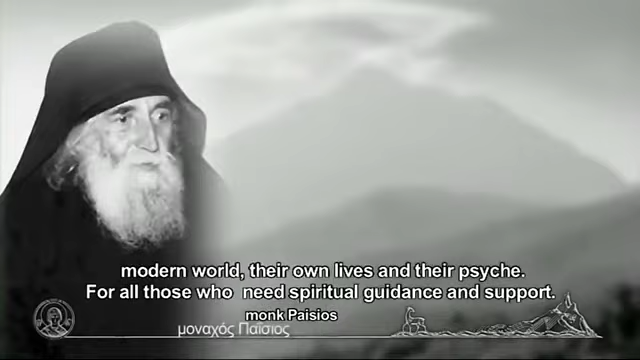 modern world, their own lives and their psyche.
For all those who need spiritual guidance and support.
monk Paisios
μοναχός Παΐσιος